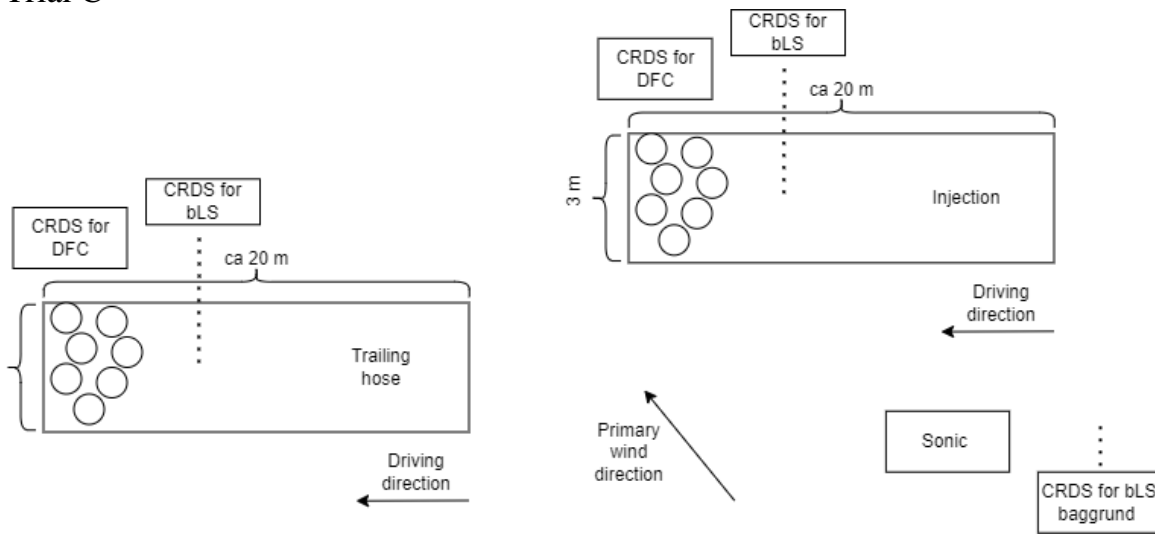 Trial C
CRDS for
DFC
CRDS for
bLS
ca 20 m
Trailing
hose
Driving
direction
CRDS for
DFC
CRDS for
bLS
ca 20 m
3 m
Injection
Driving
direction
Primary
wind
direction
Sonic
CRDS for bLS
baggrund